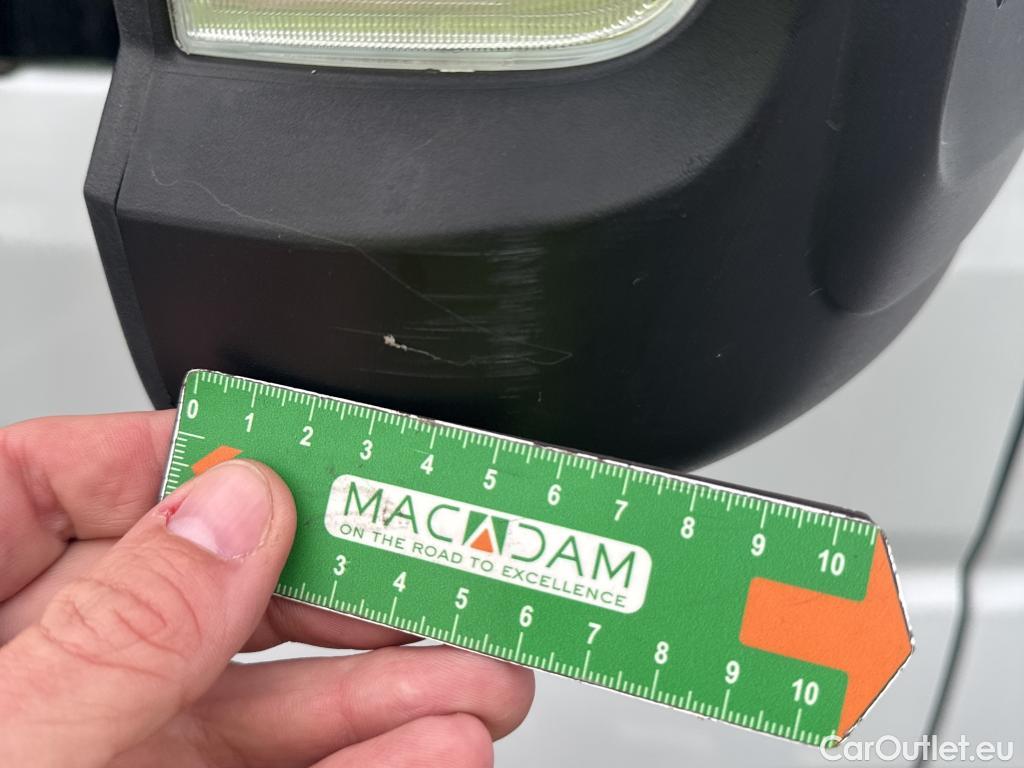 0 1 2 3 4 5 6 7 8 9 10
MACADAM
ON THE ROAD TO EXCELLENCE
3 4 5 6 7 8 9 10
CarOutlet.eu